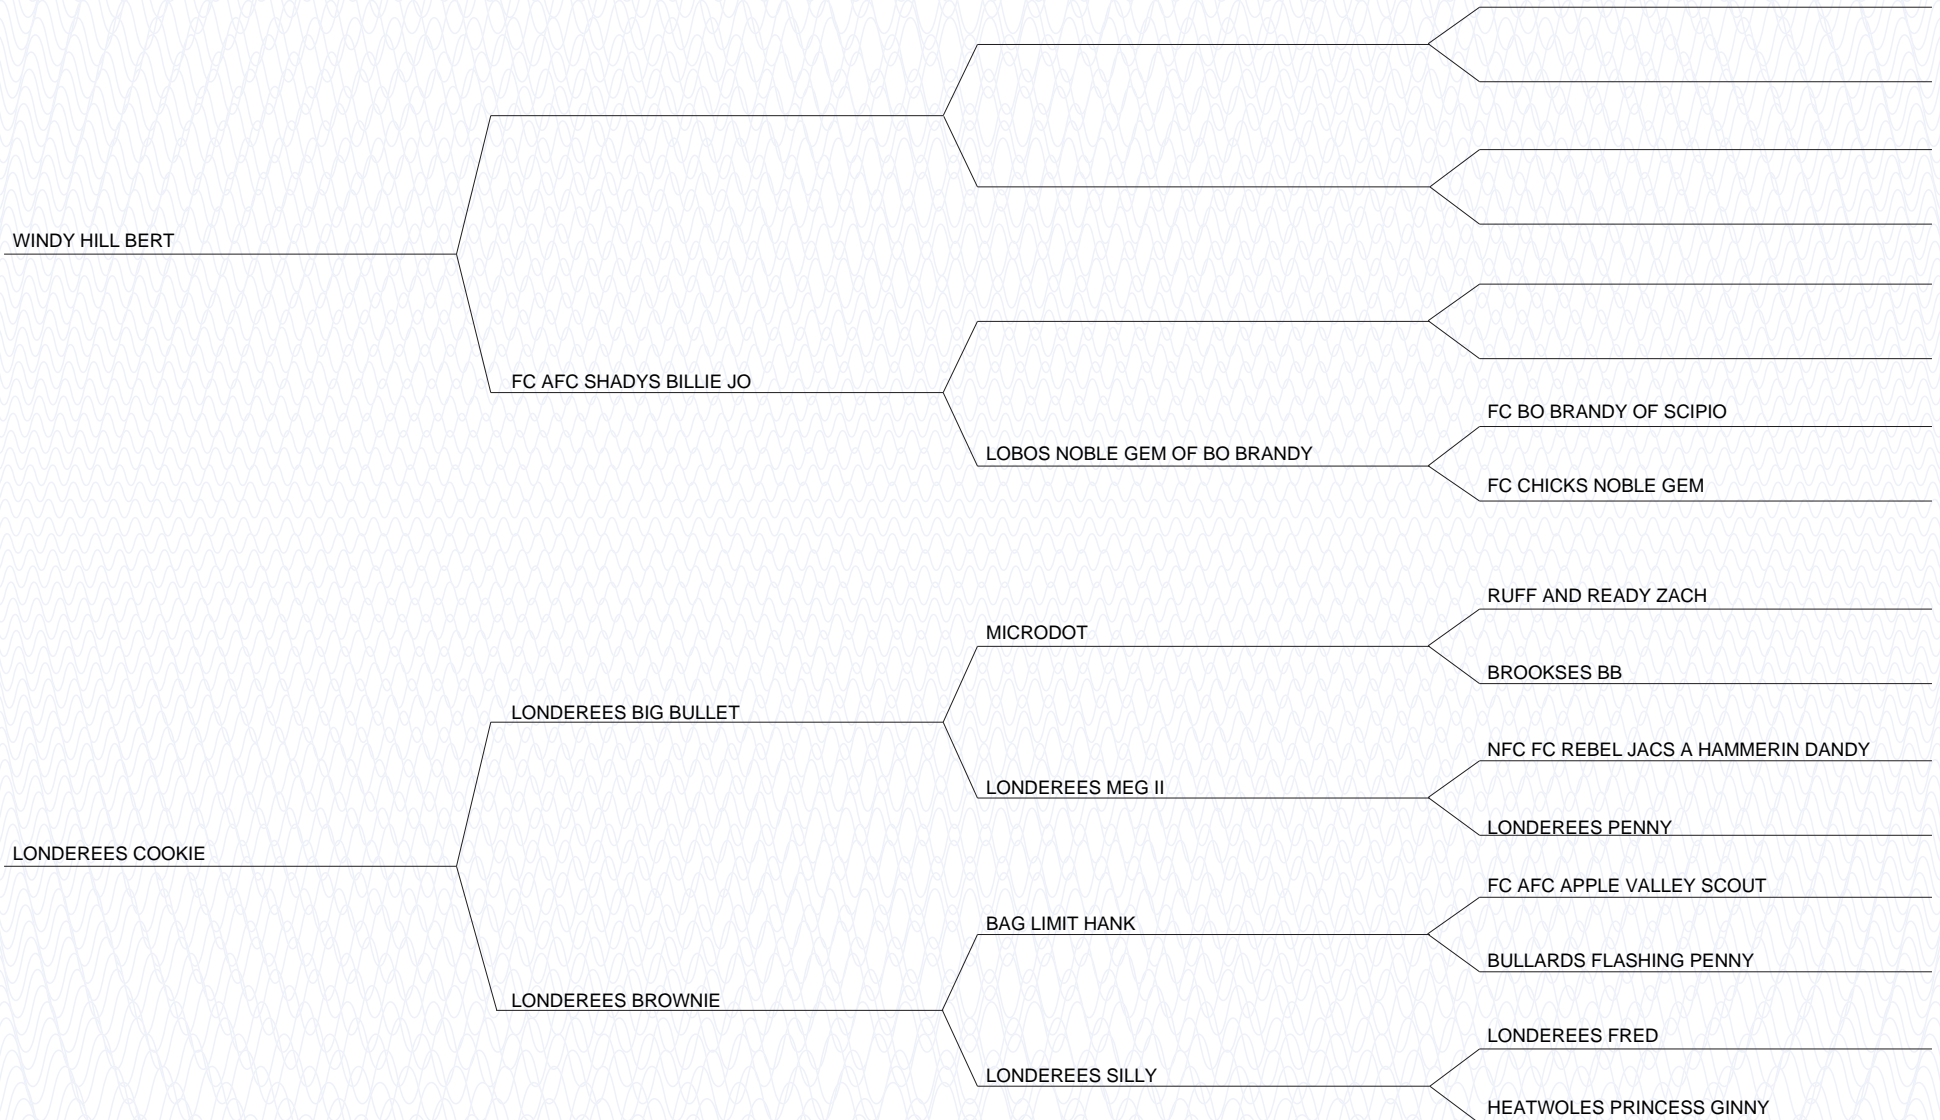 WINDY HILL BERT
FC AFC SHADYS BILLIE JO
LOBOS NOBLE GEM OF BO BRANDY
FC BO BRANDY OF SCIPIO
FC CHICKS NOBLE GEM
LONDEREES COOKIE
LONDEREES BIG BULLET
MICRODOT
RUFF AND READY ZACH
BROOKSES BB
LONDEREES MEG II
NFC FC REBEL JACS A HAMMERIN DANDY
LONDEREES PENNY
LONDEREES BROWNIE
BAG LIMIT HANK
FC AFC APPLE VALLEY SCOUT
BULLARDS FLASHING PENNY
LONDEREES SILLY
LONDEREES FRED
HEATWOLES PRINCESS GINNY